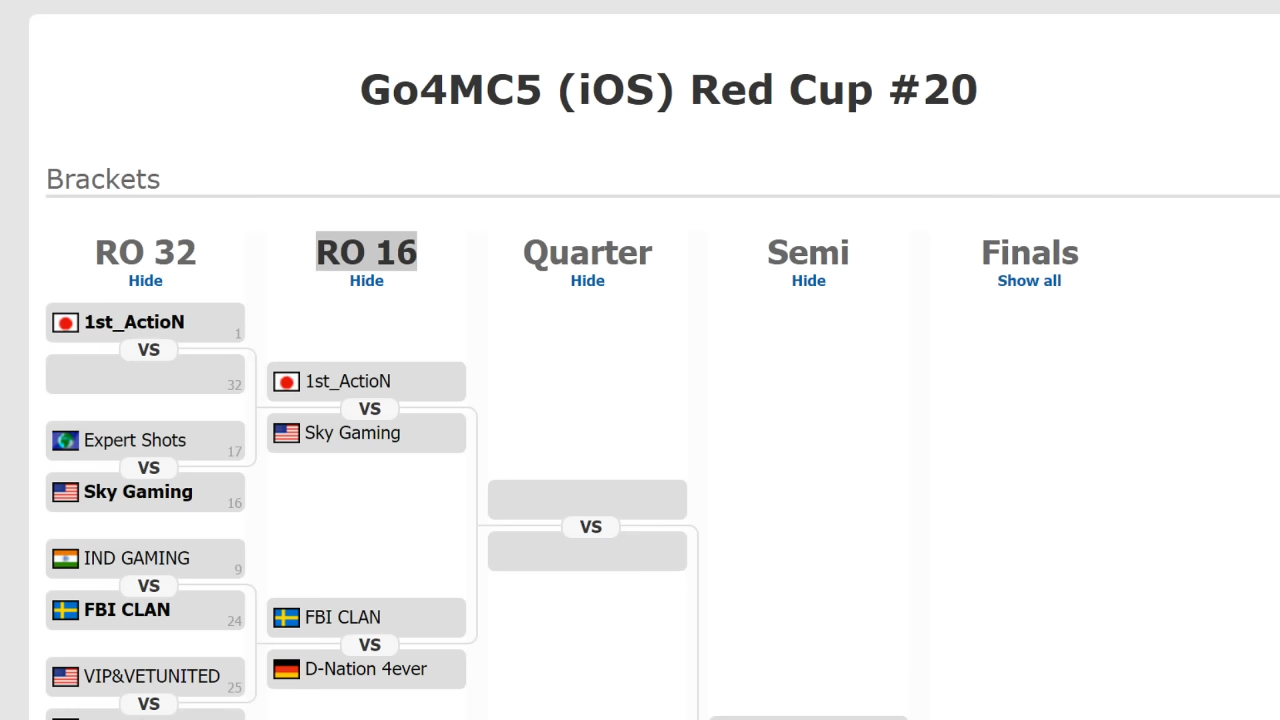 Go4MC5 (iOS) Red Cup #20
Brackets
RO 32 RO 16 Quarter Semi Finals
Hide Hide Hide Hide Show all
1st_ActioN 1
VS
32
1st_ActioN
VS
Sky Gaming
Expert Shots 17
VS
Sky Gaming 16
VS
IND GAMING 9
VS
FBI CLAN 24
FBI CLAN
VS
D-Nation 4ever
VIP&VETUNITED 25
VS